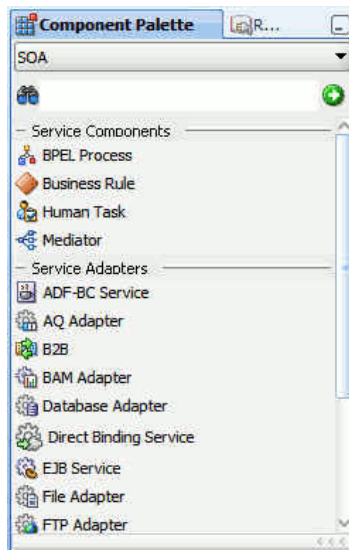 Component Palette
R...
SOA
Service Components
BPEL Process
Business Rule
Human Task
Mediator
Service Adapters
ADF-BC Service
AQ Adapter
B2B
BAM Adapter
Database Adapter
Direct Binding Service
EJB Service
File Adapter
FTP Adapter